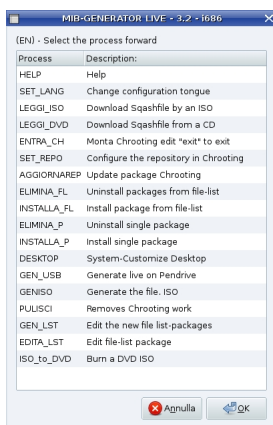 MIB-GENERATOR LIVE - 3.2 - i686
(EN) - Select the process forward
Process Description:
HELP Help
SET_LANG Change configuration tongue
LEGGI_ISO Download Sqashfile by an ISO
LEGGI_DVD Download Sqashfile from a CD
ENTRA_CH Monta Chrooting edit "exit" to exit
SET_REPO Configure the repository in Chrooting
AGGIORNAREP Update package Chrooting
ELIMINA_FL Uninstall packages from file-list
INSTALLA_FL Install package from file-list
ELIMINA_P Uninstall single package
INSTALLA_P Install single package
DESKTOP System-Customize Desktop
GEN_USB Generate live on Pendrive
GENISO Generate the file. ISO
PULISCI Removes Chrooting work
GEN_LST Edit the new file list-packages
EDITA_LST Edit file-list package
ISO_to_DVD Burn a DVD ISO
Annulla OK